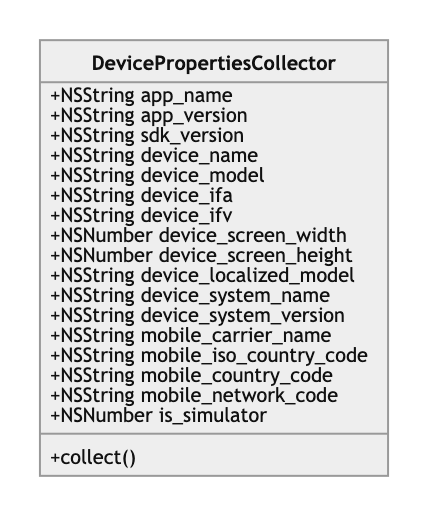 DevicePropertiesCollector
+NSString app_name
+NSString app_version
+NSString sdk_version
+NSString device_name
+NSString device_model
+NSString device_ifa
+NSString device_ifv
+NSNumber device_screen_width
+NSNumber device_screen_height
+NSString device_localized_model
+NSString device_system_name
+NSString device_system_version
+NSString mobile_carrier_name
+NSString mobile_iso_country_code
+NSString mobile_country_code
+NSString mobile_network_code
+NSNumber is_simulator
+collect()